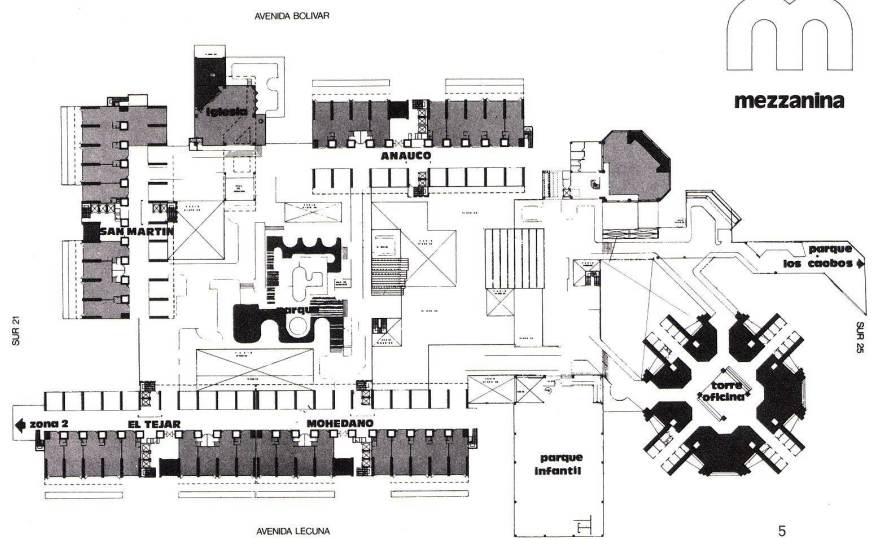 AVENIDA BOLIVAR
m
mezzanina
iglesia
ANAUCO
SAN MARTIN
parque
los caobos
parque
SUR 21
SUR 25
torre
oficina
zona 2
EL TEJAR
MOHEDANO
parque
infantil
AVENIDA LECUNA
5